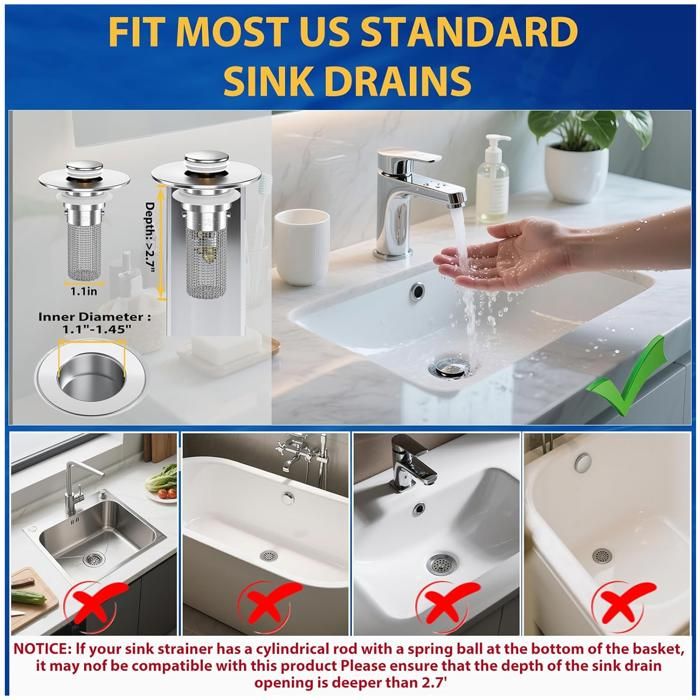 FIT MOST US STANDARD
SINK DRAINS
Depth: >2.7"
1.1in
Inner Diameter :
1.1"-1.45"
NOTICE: If your sink strainer has a cylindrical rod with a spring ball at the bottom of the basket,
it may nof be compatible with this product Please ensure that the depth of the sink drain
opening is deeper than 2.7'